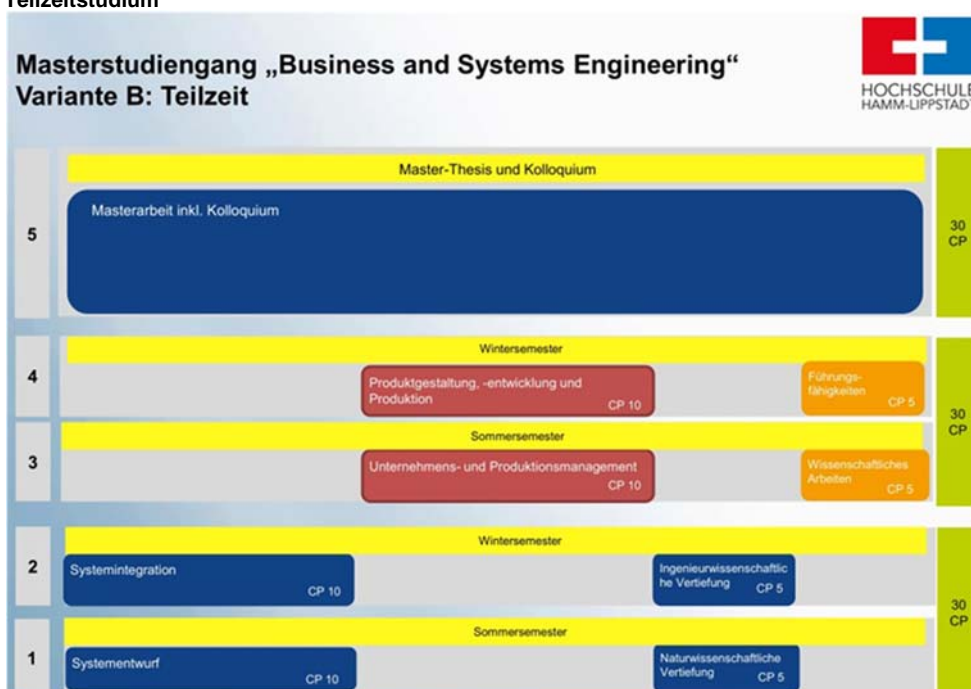 Teilzeitstudium
Masterstudiengang „Business and Systems Engineering“
Variante B: Teilzeit
HOCHSCHULE
HAMM-LIPPSTADT
Master-Thesis und Kolloquium
5
Masterarbeit inkl. Kolloquium
30
CP
Wintersemester
4
Produktgestaltung, -entwicklung und
Produktion
CP 10
Führungs-
fähigkeiten
CP 5
30
CP
Sommersemester
3
Unternehmens- und Produktionsmanagement
CP 10
Wissenschaftliches
Arbeiten
CP 5
Wintersemester
2
Systemintegration
CP 10
Ingenieurwissenschaftlic
he Vertiefung
CP 5
30
CP
Sommersemester
1
Systementwurf
CP 10
Naturwissenschaftliche
Vertiefung
CP 5